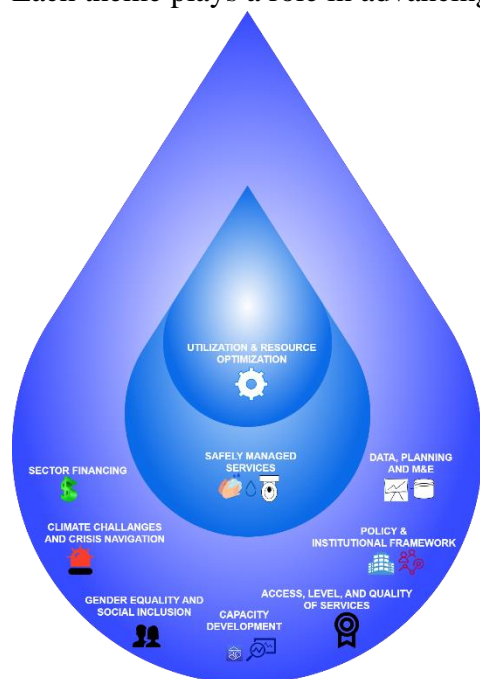 Each theme plays a role in advancing
UTILIZATION & RESOURCE
OPTIMIZATION
SAFELY MANAGED
SERVICES
SECTOR FINANCING
DATA, PLANNING
AND M&E
CLIMATE CHALLANGES
AND CRISIS NAVIGATION
POLICY &
INSTITUTIONAL FRAMEWORK
GENDER EQUALITY AND
SOCIAL INCLUSION
CAPACITY
DEVELOPMENT
ACCESS, LEVEL, AND QUALITY
OF SERVICES